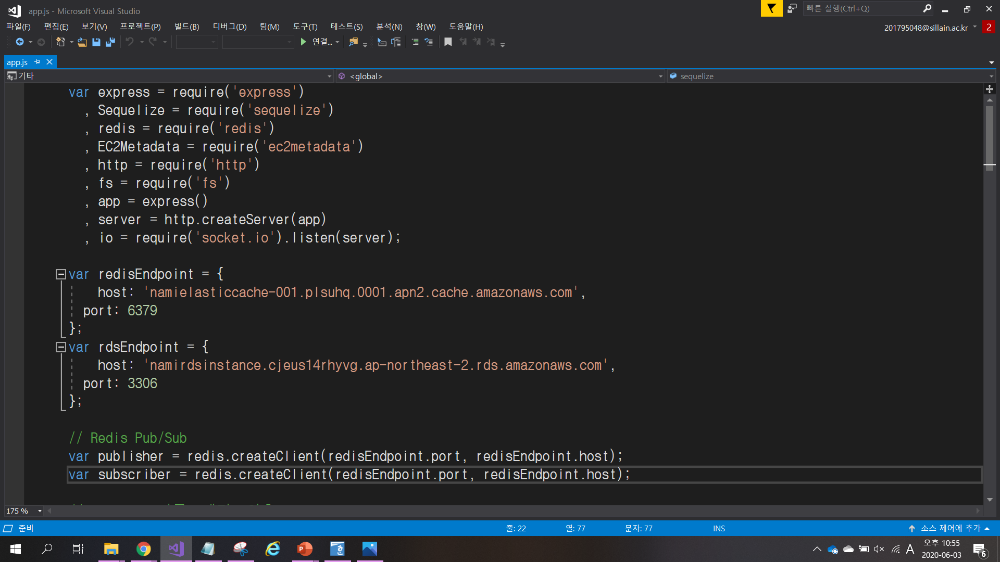 app.js - Microsoft Visual Studio
빠른 실행(Ctrl+Q)
파일(F) 편집(E) 보기(V) 프로젝트(P) 빌드(B) 디버그(D) 팀(M) 도구(T) 테스트(S) 분석(N) 창(W) 도움말(H)
201795048@sillain.ac.kr 2
연결...
app.js
기타 <global> sequelize
var express = require('express')
, Sequelize = require('sequelize')
, redis = require('redis')
, EC2Metadata = require('ec2metadata')
, http = require('http')
, fs = require('fs')
, app = express()
, server = http.createServer(app)
, io = require('socket.io').listen(server);
var redisEndpoint = {
host: 'namielasticcache-001.plsuhq.0001.apn2.cache.amazonaws.com',
port: 6379
};
var rdsEndpoint = {
host: 'namirdsinstance.cjeus14rhyvg.ap-northeast-2.rds.amazonaws.com',
port: 3306
};
// Redis Pub/Sub
var publisher = redis.createClient(redisEndpoint.port, redisEndpoint.host);
var subscriber = redis.createClient(redisEndpoint.port, redisEndpoint.host);
175 %
준비 줄: 22 열: 77 문자: 77 INS 소스 제어에 추가
A 오후 10:55
2020-06-03 6